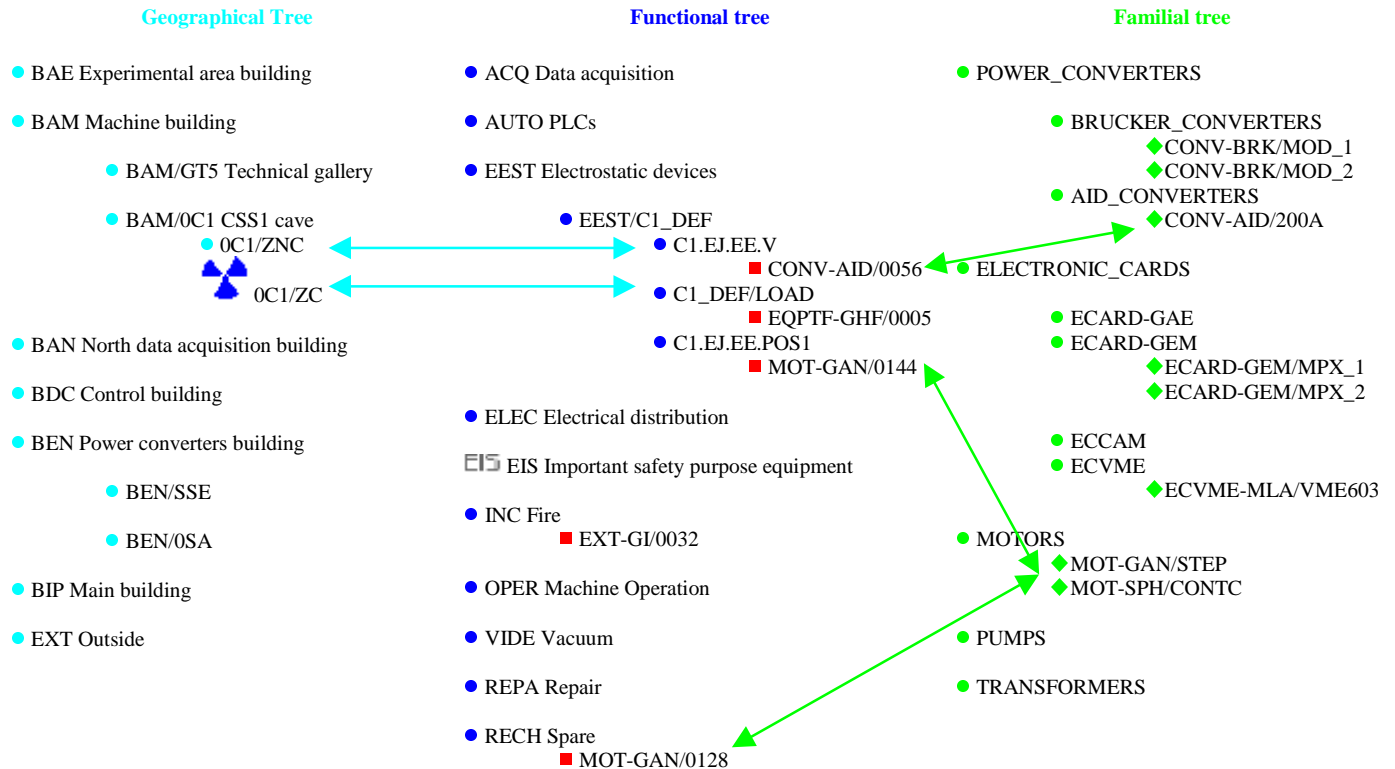 Geographical Tree
BAE Experimental area building
BAM Machine building
BAM/GT5 Technical gallery
BAM/0C1 CSS1 cave
0C1/ZNC
0C1/ZC
BAN North data acquisition building
BDC Control building
BEN Power converters building
BEN/SSE
BEN/0SA
BIP Main building
EXT Outside
Functional tree
ACQ Data acquisition
AUTO PLCs
EEST Electrostatic devices
EEST/C1_DEF
C1.EJ.EE.V
CONV-AID/0056
C1_DEF/LOAD
EQPTF-GHF/0005
C1.EJ.EE.POS1
MOT-GAN/0144
ELEC Electrical distribution
EIS EIS Important safety purpose equipment
INC Fire
EXT-GI/0032
OPER Machine Operation
VIDE Vacuum
REPA Repair
RECH Spare
MOT-GAN/0128
Familial tree
POWER_CONVERTERS
BRUCKER_CONVERTERS
CONV-BRK/MOD_1
CONV-BRK/MOD_2
AID_CONVERTERS
CONV-AID/200A
ELECTRONIC_CARDS
ECARD-GAE
ECARD-GEM
ECARD-GEM/MPX_1
ECARD-GEM/MPX_2
ECCAM
ECVME
ECVME-MLA/VME603
MOTORS
MOT-GAN/STEP
MOT-SPH/CONTC
PUMPS
TRANSFORMERS